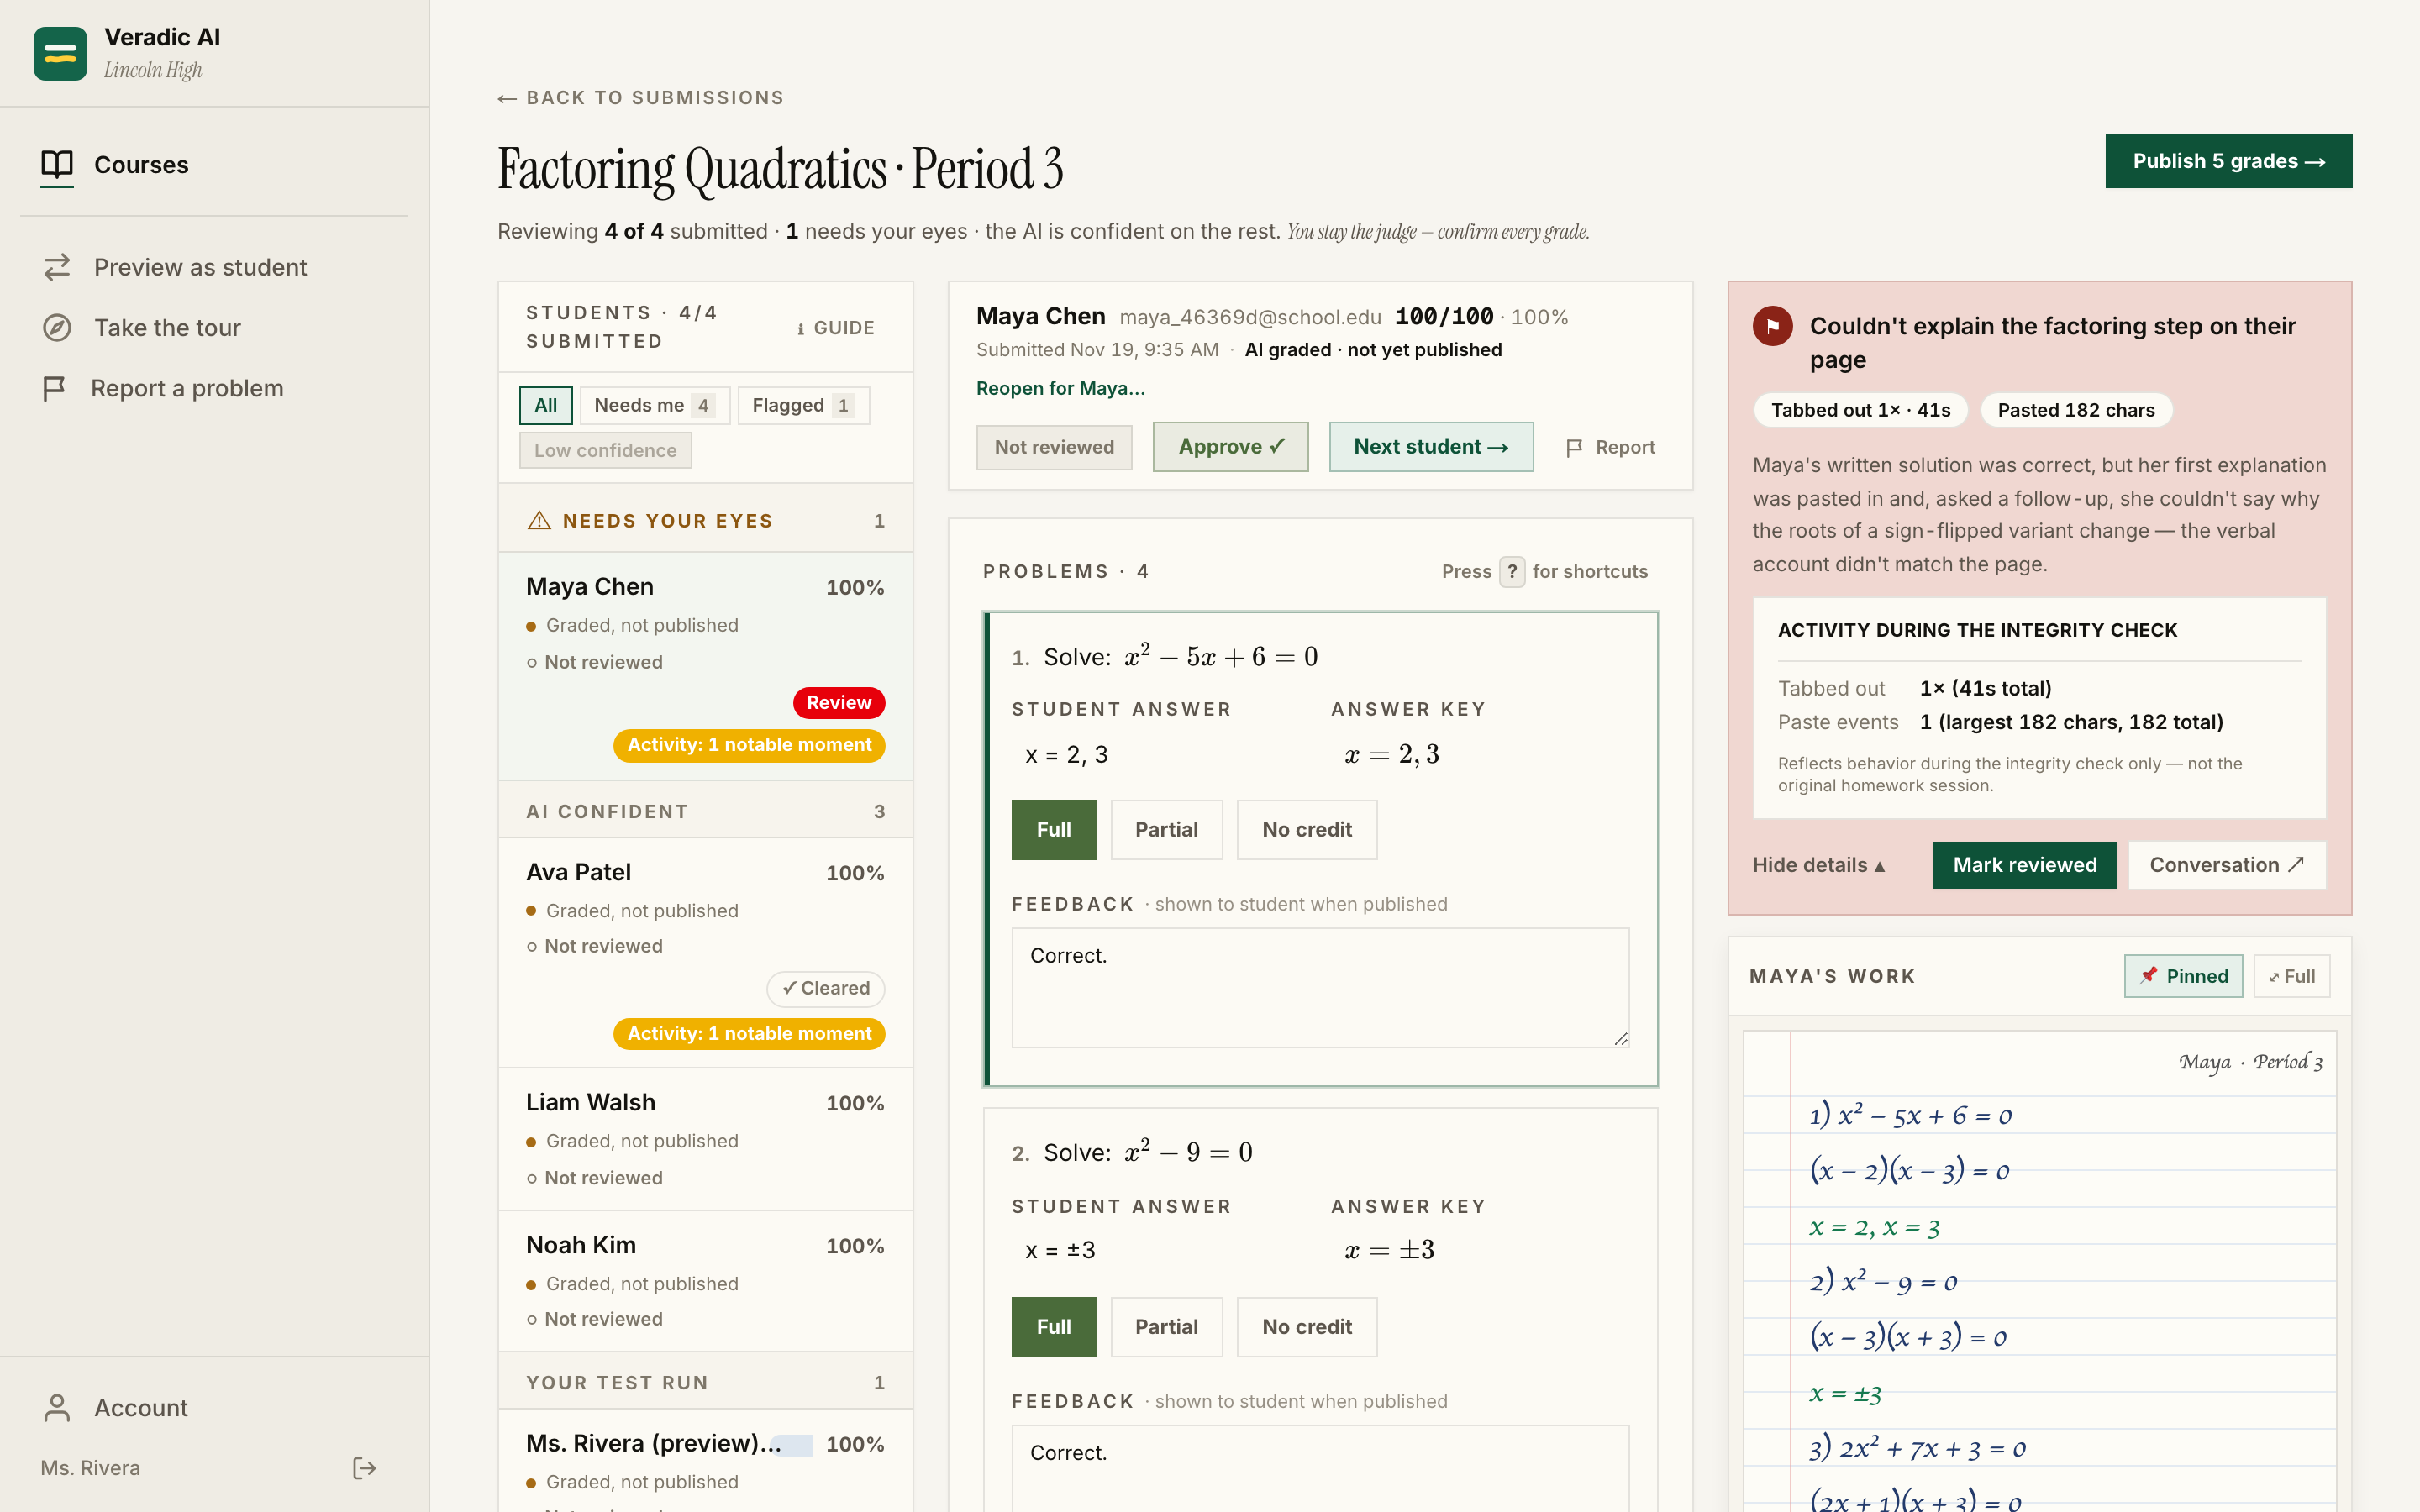 Veradic AI
Lincoln High
Courses
Preview as student
Take the tour
Report a problem
Account
Ms. Rivera
← BACK TO SUBMISSIONS
Factoring Quadratics · Period 3
Publish 5 grades →
Reviewing 4 of 4 submitted · 1 needs your eyes · the AI is confident on the rest. You stay the judge – confirm every grade.
STUDENTS · 4/4
SUBMITTED
GUIDE
All
Needs me 4
Flagged 1
Low confidence
NEEDS YOUR EYES 1
Maya Chen 100%
Graded, not published
Not reviewed
Review
Activity: 1 notable moment
AI CONFIDENT 3
Ava Patel 100%
Graded, not published
Not reviewed
✓ Cleared
Activity: 1 notable moment
Liam Walsh 100%
Graded, not published
Not reviewed
Noah Kim 100%
Graded, not published
Not reviewed
YOUR TEST RUN 1
Ms. Rivera (preview)... 100%
Graded, not published
Maya Chen maya_46369d@school.edu 100/100 · 100%
Submitted Nov 19, 9:35 AM · AI graded · not yet published
Reopen for Maya...
Not reviewed
Approve ✓
Next student →
Report
PROBLEMS · 4
Press ? for shortcuts
1. Solve: x² − 5x + 6 = 0
STUDENT ANSWER
ANSWER KEY
x = 2, 3
x = 2, 3
Full
Partial
No credit
FEEDBACK · shown to student when published
Correct.
2. Solve: x² − 9 = 0
STUDENT ANSWER
ANSWER KEY
x = ±3
x = ±3
Full
Partial
No credit
FEEDBACK · shown to student when published
Correct.
Couldn't explain the factoring step on their
page
Tabbed out 1× · 41s
Pasted 182 chars
Maya's written solution was correct, but her first explanation
was pasted in and, asked a follow-up, she couldn't say why
the roots of a sign-flipped variant change — the verbal
account didn't match the page.
ACTIVITY DURING THE INTEGRITY CHECK
Tabbed out 1× (41s total)
Paste events 1 (largest 182 chars, 182 total)
Reflects behavior during the integrity check only — not the
original homework session.
Hide details ▴
Mark reviewed
Conversation ↗
MAYA'S WORK
Pinned
Full
Maya · Period 3
1) x² − 5x + 6 = 0
(x − 2)(x − 3) = 0
x = 2, x = 3
2) x² − 9 = 0
(x − 3)(x + 3) = 0
x = ±3
3) 2x² + 7x + 3 = 0
(2x + 1)(x + 3) = 0